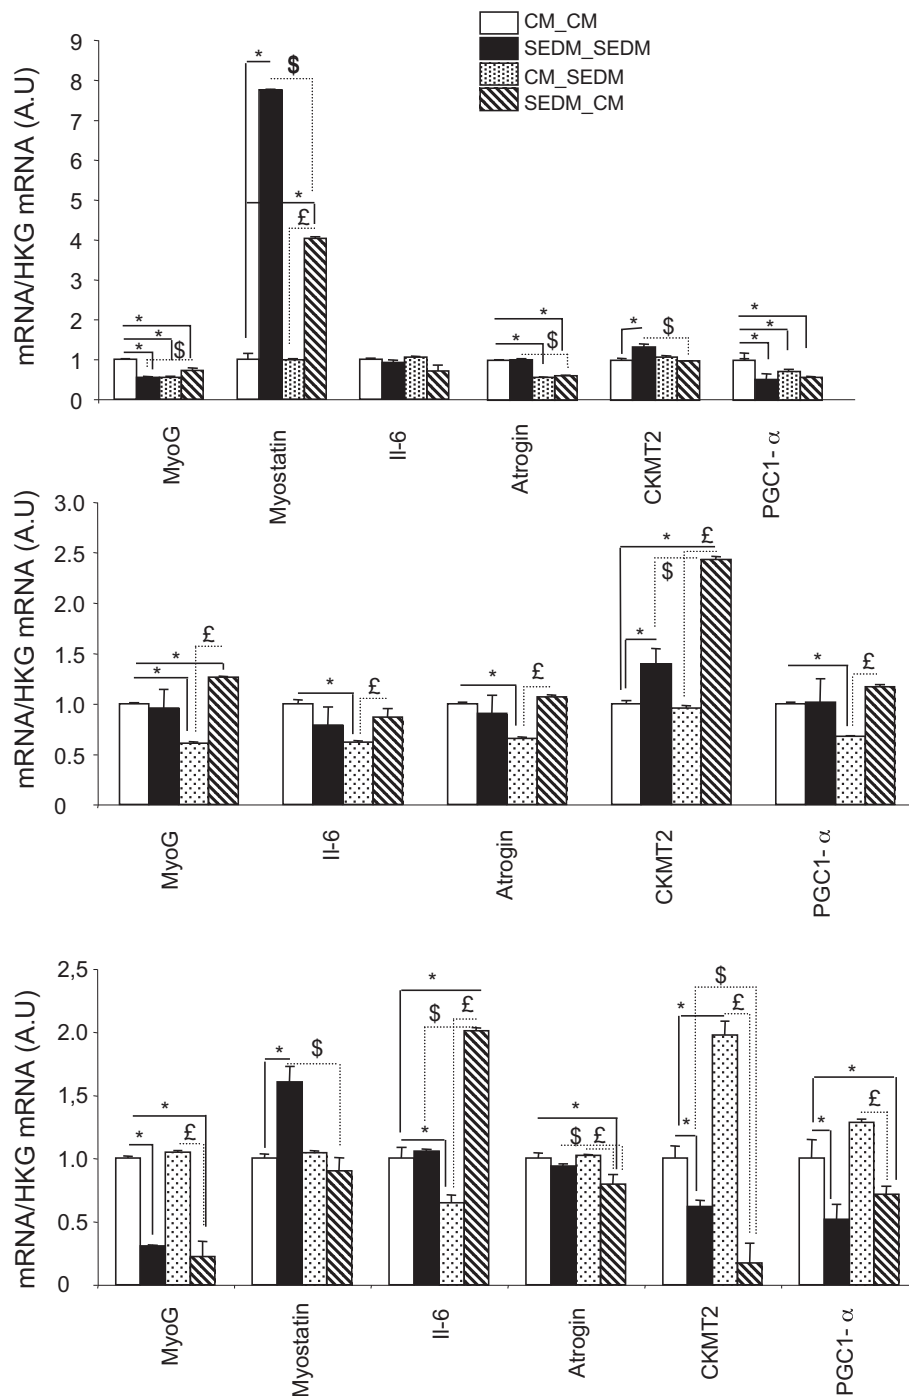 CM_CM
SEDM_SEDM
CM_SEDM
SEDM_CM
mRNA/HKG mRNA (A.U)
9
8
7
6
5
4
3
2
1
0
* $
* £
* * * $
* * $
* $
* * *
MyoG Myostatin Il-6 Atrogin CKMT2 PGC1- α
mRNA/HKG mRNA (A.U)
3.0
2.5
2.0
1.5
1.0
0.5
0
* * £
* £
* £
* * $ £
* £
MyoG Il-6 Atrogin CKMT2 PGC1- α
mRNA/HKG mRNA (A.U)
2,5
2.0
1.5
1.0
0.5
0
* * £
* $
* * $ £
* $ £
* * $ £
* * £
MyoG Myostatin Il-6 Atrogin CKMT2 PGC1- α